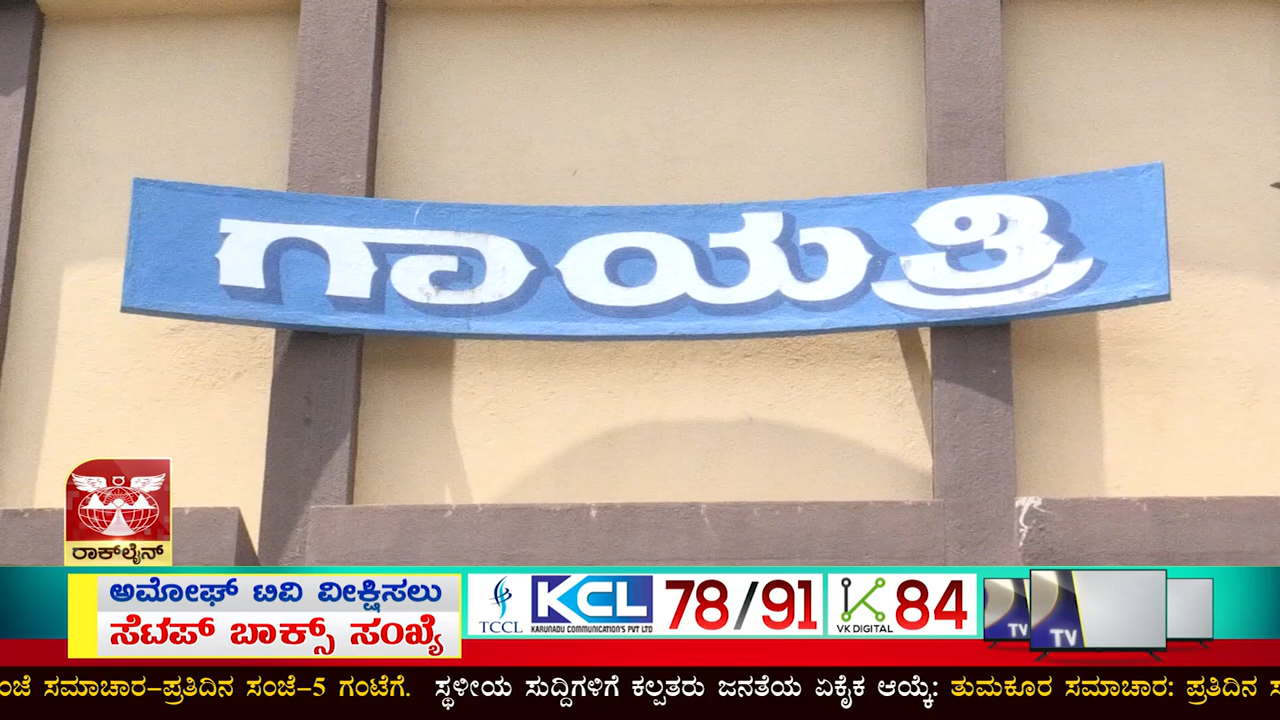 ಗಾಯತ್ರಿ
ರಾಕ್‌ಲೈನ್
ಅಮೋಘ್ ಟಿವಿ ವೀಕ್ಷಿಸಲು
ಸೆಟಪ್ ಬಾಕ್ಸ್ ಸಂಖ್ಯೆ
TCCL
KCL
KARUNADU COMMUNICATION'S PVT LTD
78/91
VK DIGITAL
84
TV
TV
ಂಜೆ ಸಮಾಚಾರ-ಪ್ರತಿದಿನ ಸಂಜೆ-5 ಗಂಟೆಗೆ. ಸ್ಥಳೀಯ ಸುದ್ದಿಗಳಿಗೆ ಕಲ್ಪತರು ಜನತೆಯ ಏಕೈಕ ಆಯ್ಕೆ: ತುಮಕೂರ ಸಮಾಚಾರ: ಪ್ರತಿದಿನ ಸ